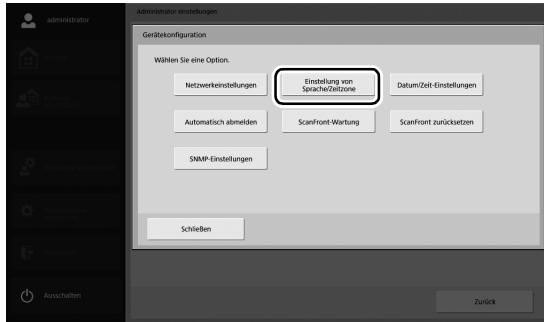 administrator
Administrator einstellungen
Gerätekonfiguration
Wählen Sie eine Option.
Netzwerkeinstellungen
Einstellung von
Sprache/Zeitzone
Datum/Zeit-Einstellungen
Automatisch abmelden
ScanFront-Wartung
ScanFront zurücksetzen
SNMP-Einstellungen
Schließen
Ausschalten
Zurück